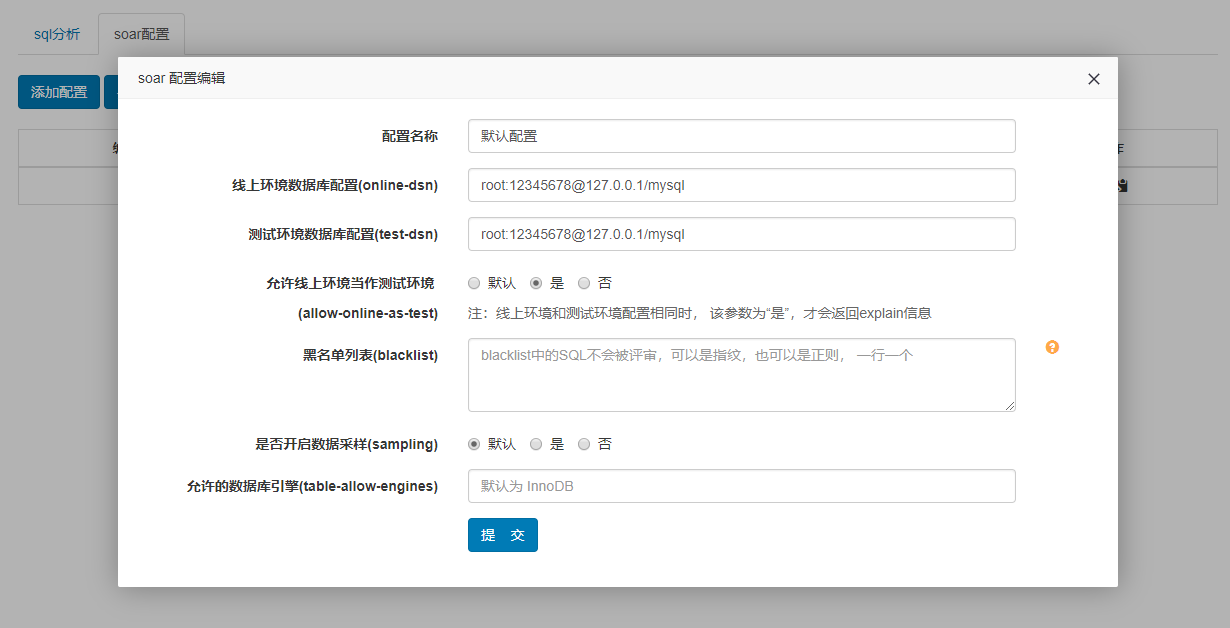 sql分析
soar配置
添加配置
soar 配置编辑
配置名称
默认配置
线上环境数据库配置(online-dsn)
root:12345678@127.0.0.1/mysql
测试环境数据库配置(test-dsn)
root:12345678@127.0.0.1/mysql
允许线上环境当作测试环境
默认 是 否
(allow-online-as-test)
注：线上环境和测试环境配置相同时， 该参数为“是”，才会返回explain信息
黑名单列表(blacklist)
blacklist中的SQL不会被评审，可以是指纹，也可以是正则， 一行一个
是否开启数据采样(sampling)
默认 是 否
允许的数据库引擎(table-allow-engines)
默认为 InnoDB
提 交